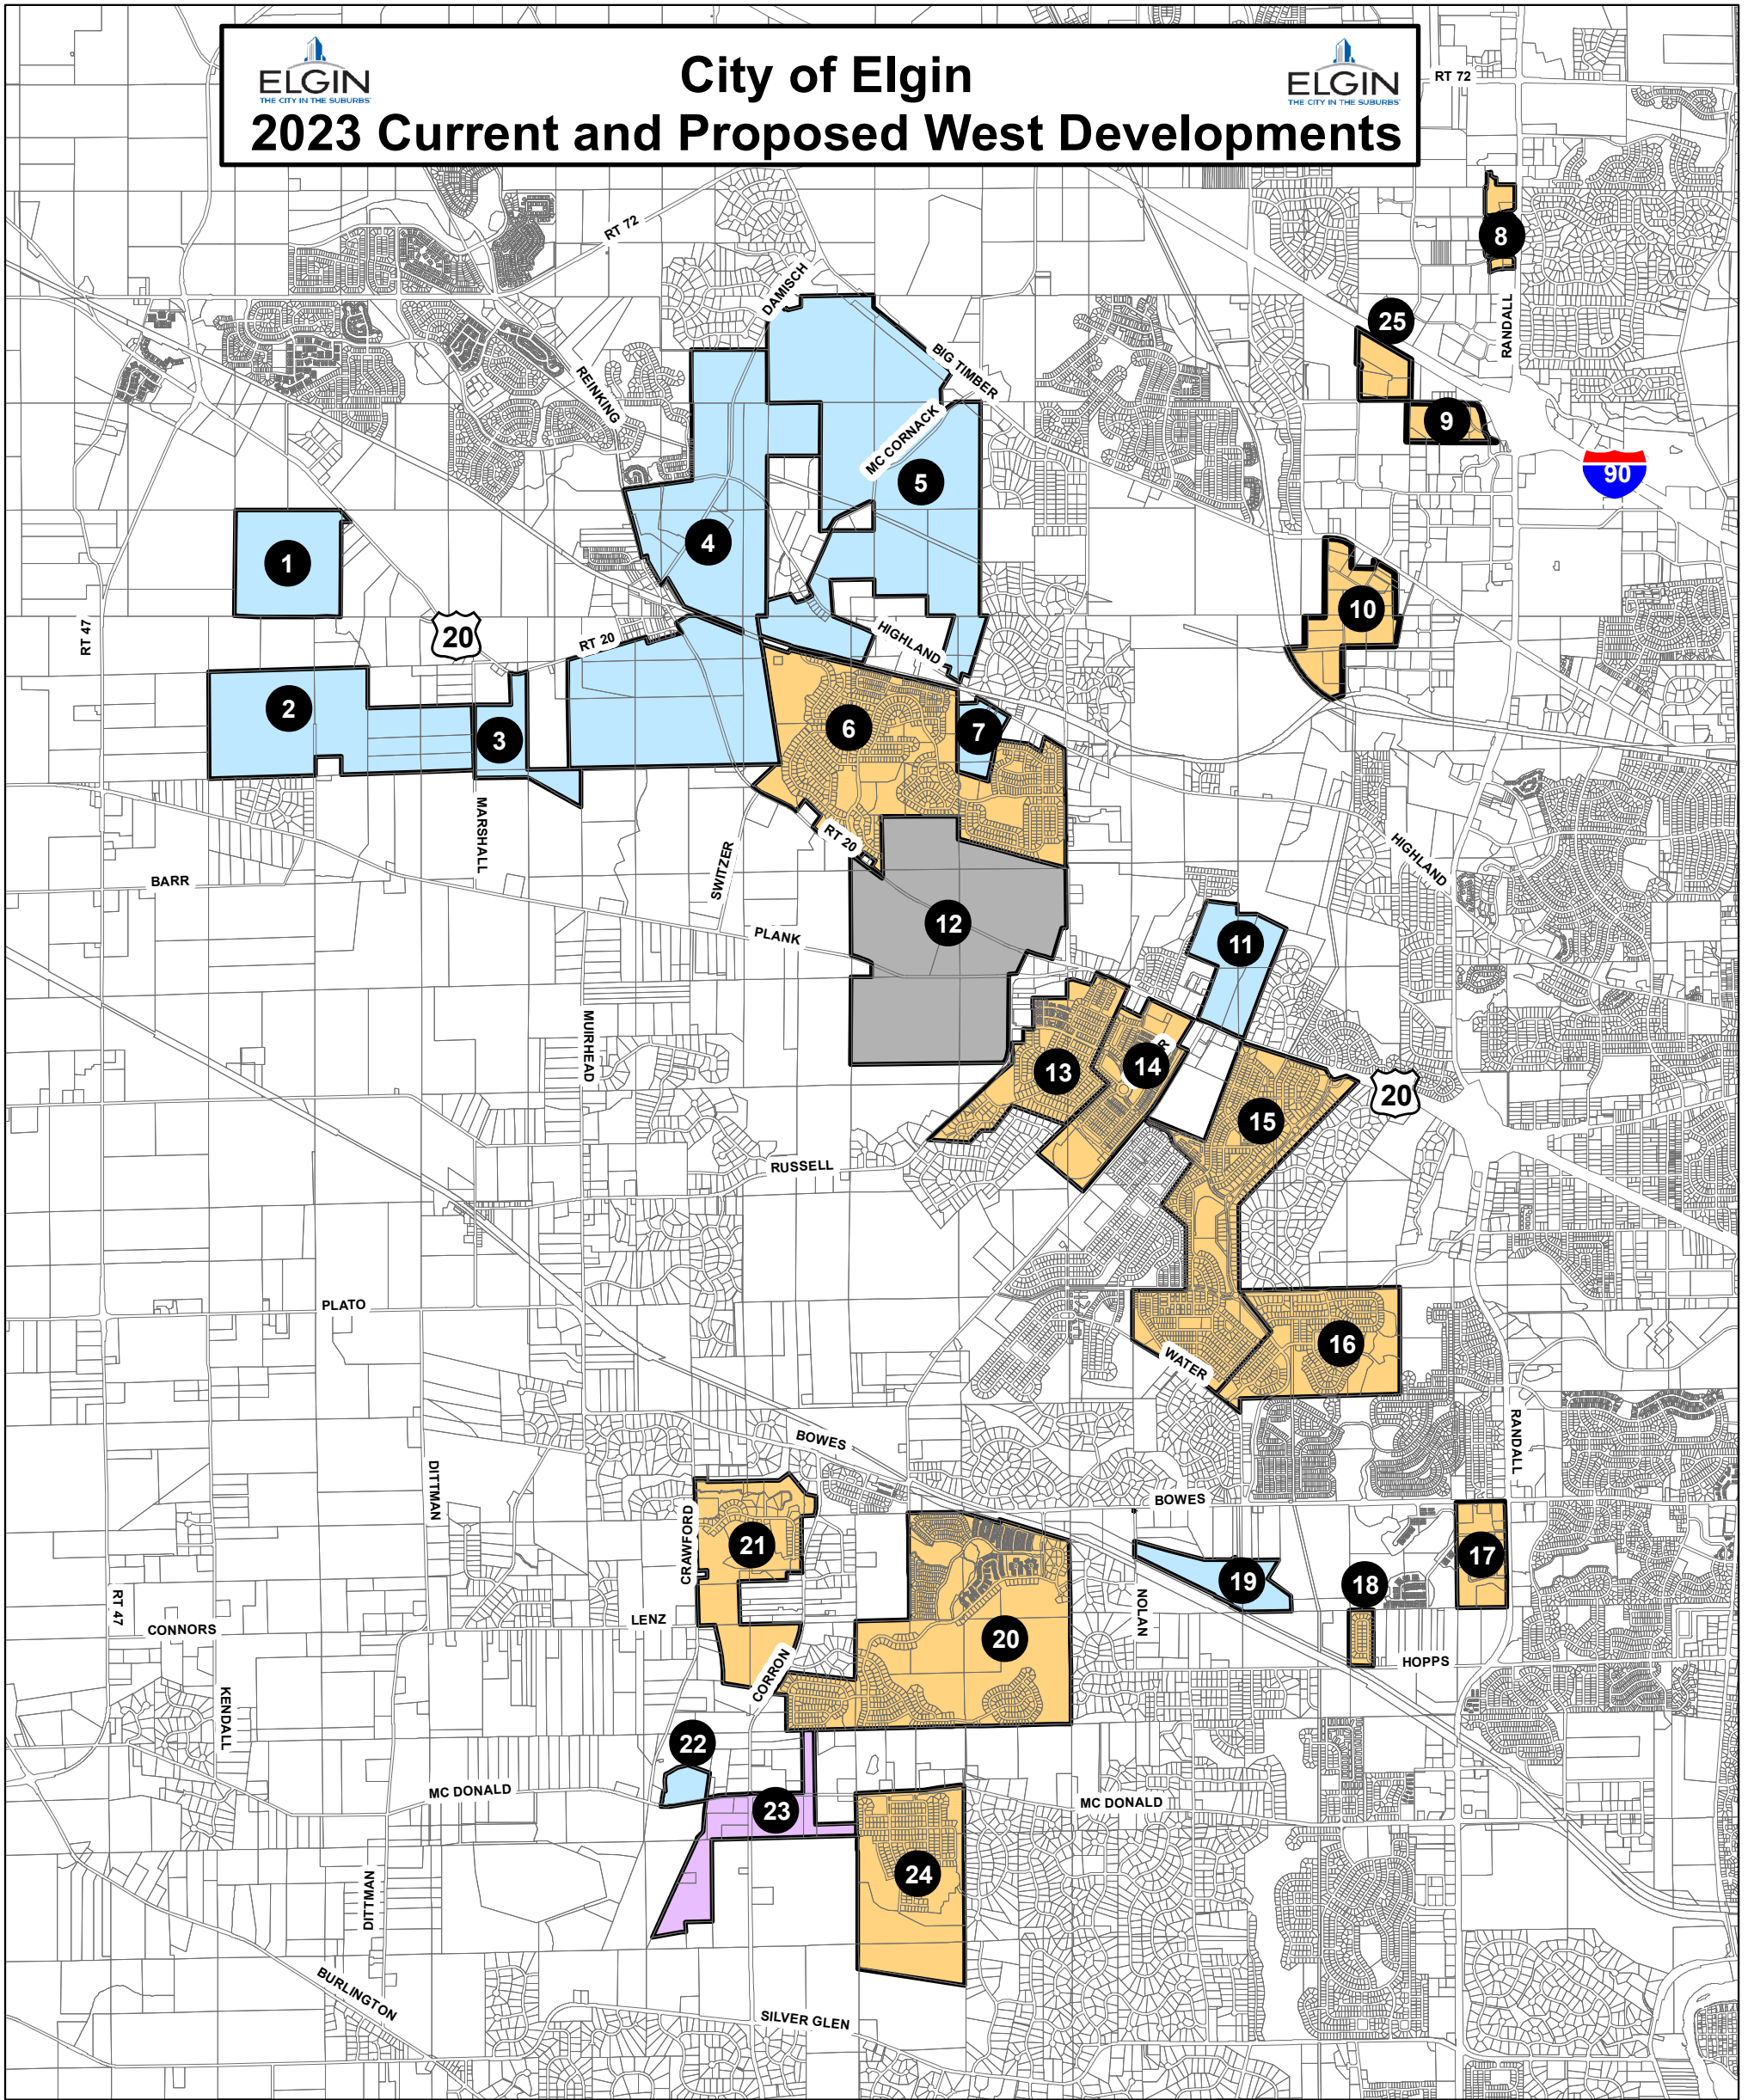 ELGIN
THE CITY IN THE SUBURBS
City of Elgin
2023 Current and Proposed West Developments
ELGIN
THE CITY IN THE SUBURBS
RT 72
8
RT 72
DAMISCH
25
RANDALL
BIG TIMBER
REINKING
9
MC CORNACK
90
5
4
1
10
RT 47
20
RT 20
HIGHLAND
2
6
7
3
MARSHALL
RT 20
SWITZER
HIGHLAND
BARR
12
PLANK
11
MUIRHEAD
R
13
14
20
15
RUSSELL
PLATO
16
WATER
BOWES
RANDALL
DITTMAN
BOWES
CRAWFORD
21
17
19
18
RT 47
CONNORS
LENZ
NOLAN
20
HOPPS
CORRON
KENDALL
22
MC DONALD
23
MC DONALD
24
DITTMAN
BURLINGTON
SILVER GLEN